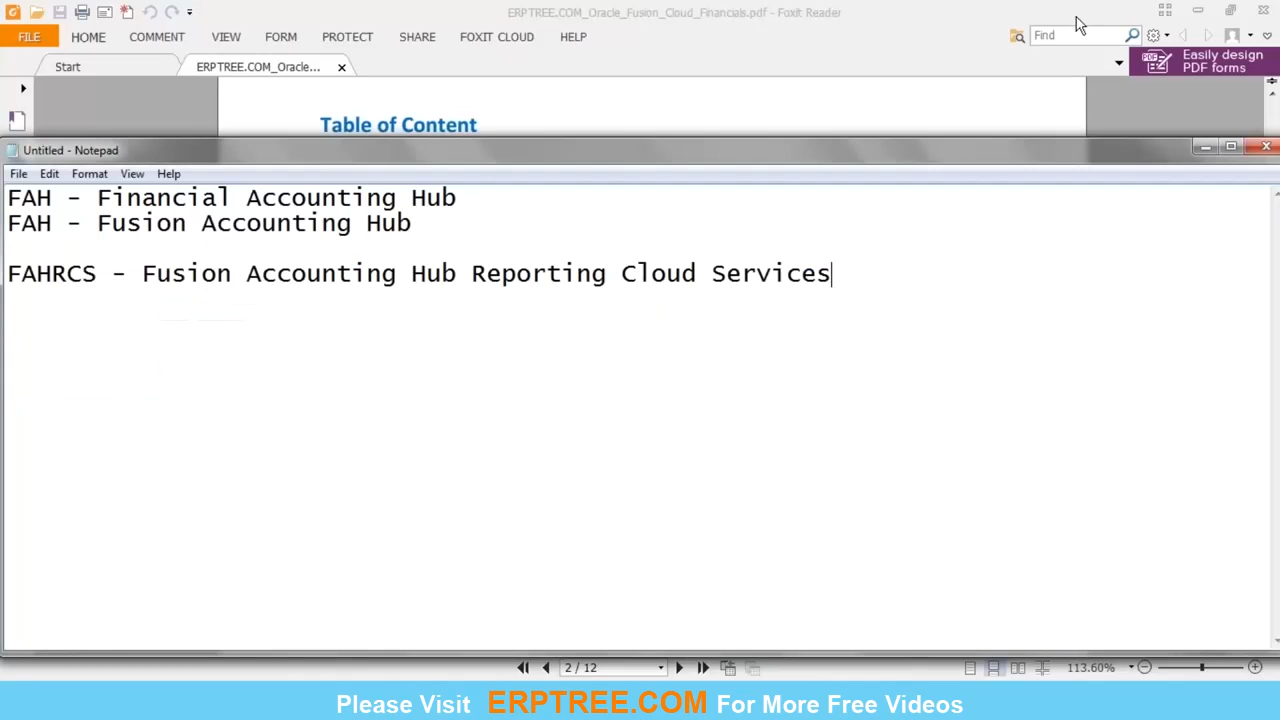 ERPTREE.COM_Oracle_Fusion_Cloud_Financials.pdf - Foxit Reader
FILE HOME COMMENT VIEW FORM PROTECT SHARE FOXIT CLOUD HELP
Find
Start ERPTREE.COM_Oracle...
Easily design
PDF forms
Table of Content
Untitled - Notepad
File Edit Format View Help
FAH - Financial Accounting Hub
FAH - Fusion Accounting Hub
FAHRCS - Fusion Accounting Hub Reporting Cloud Services
2 / 12
113.60%
Please Visit ERPTREE.COM For More Free Videos